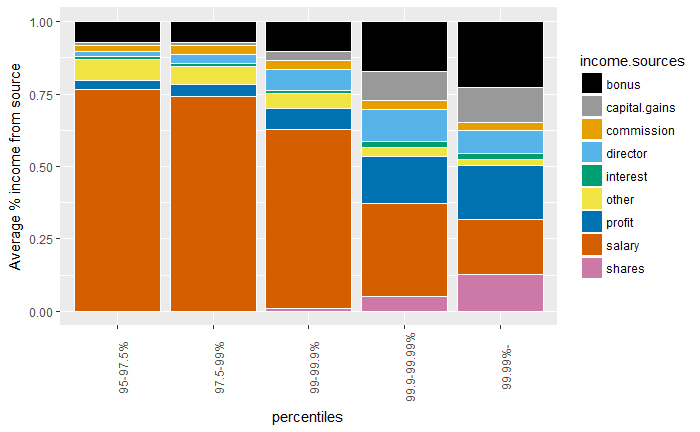 Average % income from source
1.00
0.75
0.50
0.25
0.00
95-97.5%
97.5-99%
99-99.9%
99.9-99.99%
99.99%-
percentiles
income.sources
bonus
capital.gains
commission
director
interest
other
profit
salary
shares